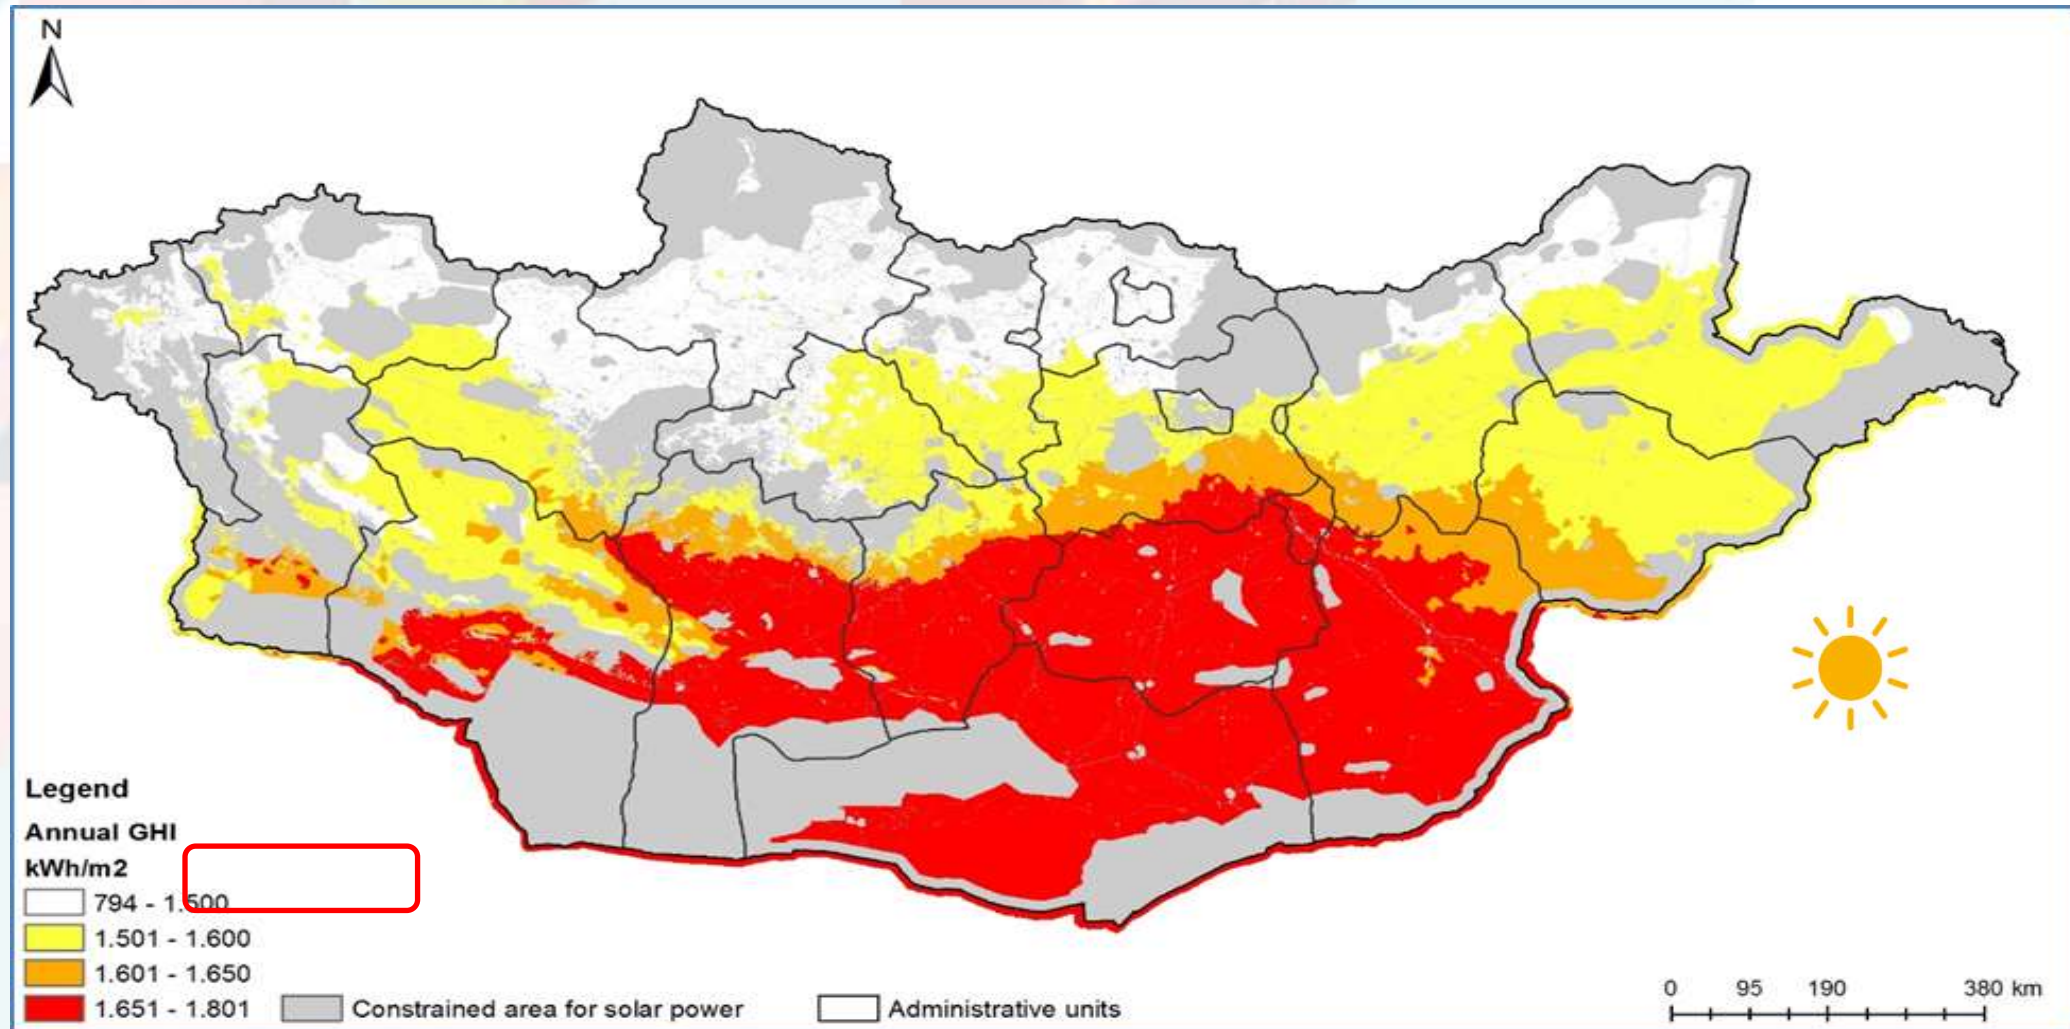 N
Legend
Annual GHI
kWh/m2
794 - 1.500
1.501 - 1.600
1.601 - 1.650
1.651 - 1.801
Constrained area for solar power
Administrative units
0 95 190 380 km